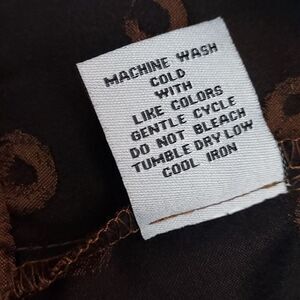 MACHINE WASH
COLD
WITH
LIKE COLORS
GENTLE CYCLE
DO NOT BLEACH
TUMBLE DRY LOW
COOL IRON